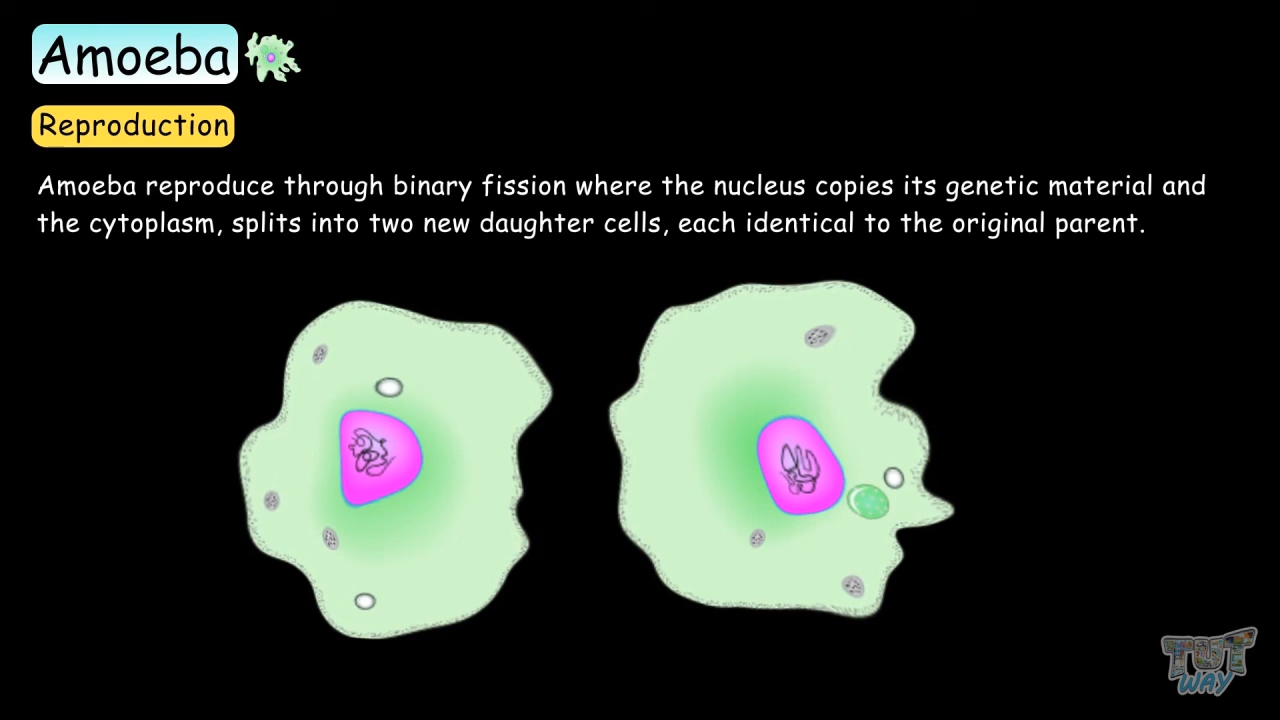 Amoeba
Reproduction
Amoeba reproduce through binary fission where the nucleus copies its genetic material and
the cytoplasm, splits into two new daughter cells, each identical to the original parent.
TUT
WAY